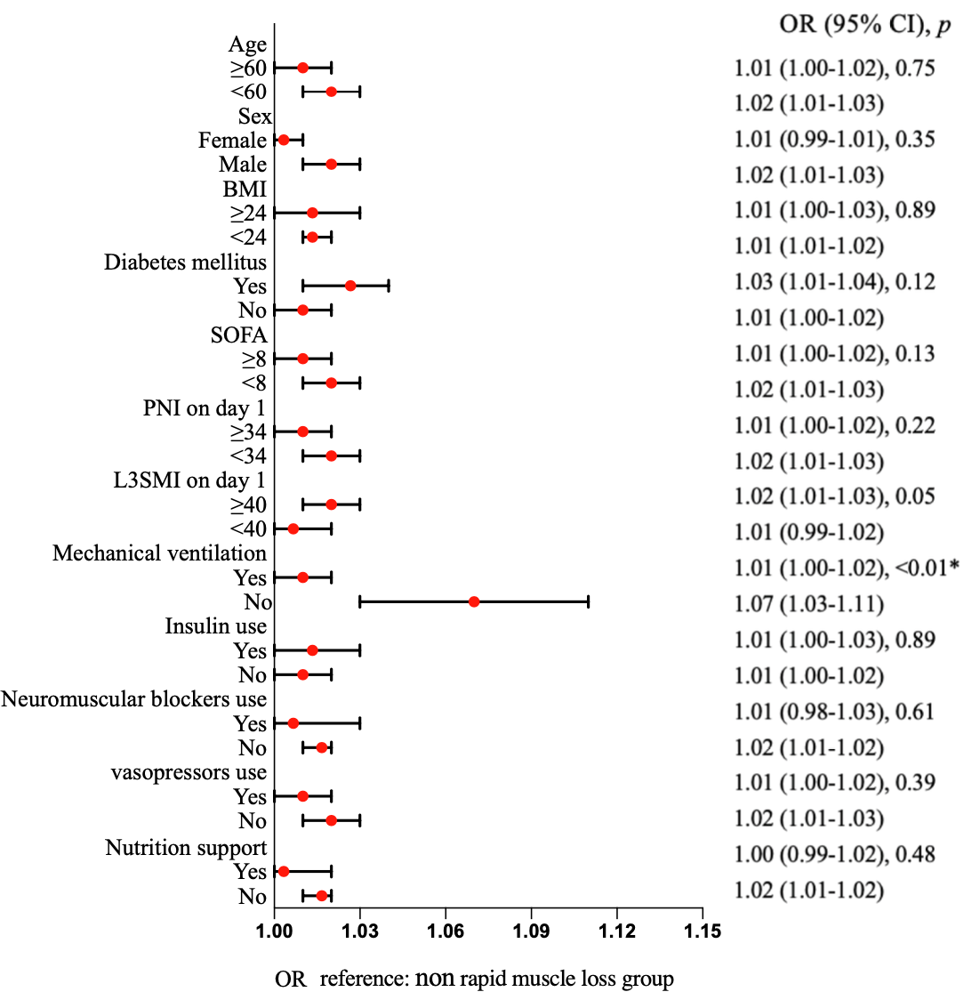 OR (95% CI), p
Age
≥60 1.01 (1.00-1.02), 0.75
<60 1.02 (1.01-1.03)
Sex
Female 1.01 (0.99-1.01), 0.35
Male 1.02 (1.01-1.03)
BMI
≥24 1.01 (1.00-1.03), 0.89
<24 1.01 (1.01-1.02)
Diabetes mellitus
Yes 1.03 (1.01-1.04), 0.12
No 1.01 (1.00-1.02)
SOFA
≥8 1.01 (1.00-1.02), 0.13
<8 1.02 (1.01-1.03)
PNI on day 1
≥34 1.01 (1.00-1.02), 0.22
<34 1.02 (1.01-1.03)
L3SMI on day 1
≥40 1.02 (1.01-1.03), 0.05
<40 1.01 (0.99-1.02)
Mechanical ventilation
Yes 1.01 (1.00-1.02), <0.01*
No 1.07 (1.03-1.11)
Insulin use
Yes 1.01 (1.00-1.03), 0.89
No 1.01 (1.00-1.02)
Neuromuscular blockers use
Yes 1.01 (0.98-1.03), 0.61
No 1.02 (1.01-1.02)
vasopressors use
Yes 1.01 (1.00-1.02), 0.39
No 1.02 (1.01-1.03)
Nutrition support
Yes 1.00 (0.99-1.02), 0.48
No 1.02 (1.01-1.02)
1.00 1.03 1.06 1.09 1.12 1.15
OR reference: non rapid muscle loss group